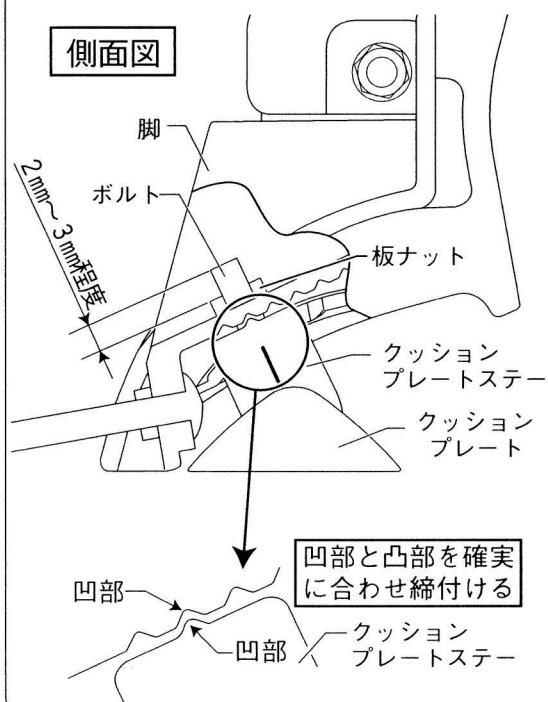 側面図
脚
ボルト
2mm～3mm程度
板ナット
クッション
プレートステー
クッション
プレート
凹部と凸部を確実
に合わせ締付ける
凹部
凹部
クッション
プレートステー